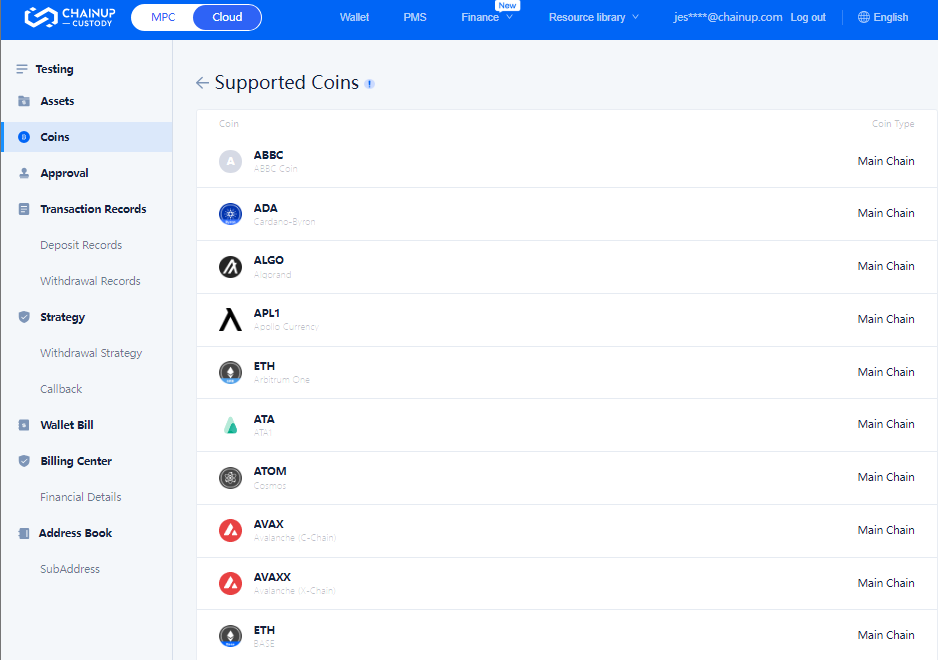 CHAINUP
CUSTODY
MPC
Cloud
Wallet
PMS
Finance
New
Resource library
jes****@chainup.com
Log out
English
Testing
Assets
Coins
Approval
Transaction Records
Deposit Records
Withdrawal Records
Strategy
Withdrawal Strategy
Callback
Wallet Bill
Billing Center
Financial Details
Address Book
SubAddress
Supported Coins
Coin
Coin Type
ABBC
ABBC Coin
Main Chain
ADA
Cardano-Byron
Main Chain
ALGO
Algorand
Main Chain
APL1
Apollo Currency
Main Chain
ETH
Arbitrum One
Main Chain
ATA
Main Chain
ATOM
Cosmos
Main Chain
AVAX
Avalanche (C-Chain)
Main Chain
AVAXX
Avalanche (X-Chain)
Main Chain
ETH
BASE
Main Chain